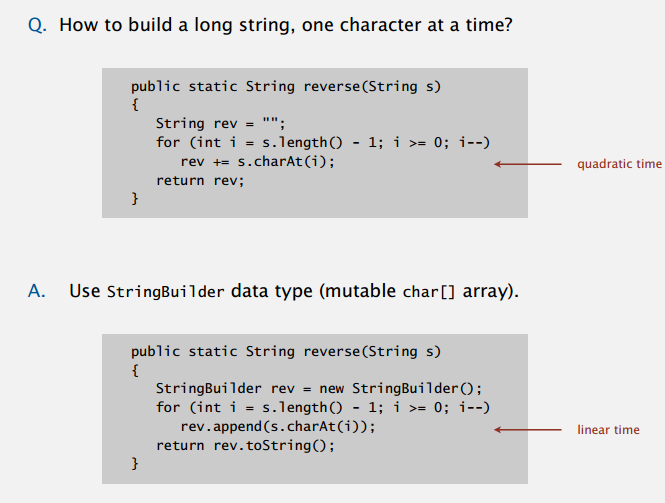 Q. How to build a long string, one character at a time?
public static String reverse(String s)
{
String rev = "";
for (int i = s.length() - 1; i >= 0; i--)
rev += s.charAt(i);
quadratic time
return rev;
}
A. Use StringBuilder data type (mutable char[] array).
public static String reverse(String s)
{
StringBuilder rev = new StringBuilder();
for (int i = s.length() - 1; i >= 0; i--)
rev.append(s.charAt(i));
linear time
return rev.toString();
}